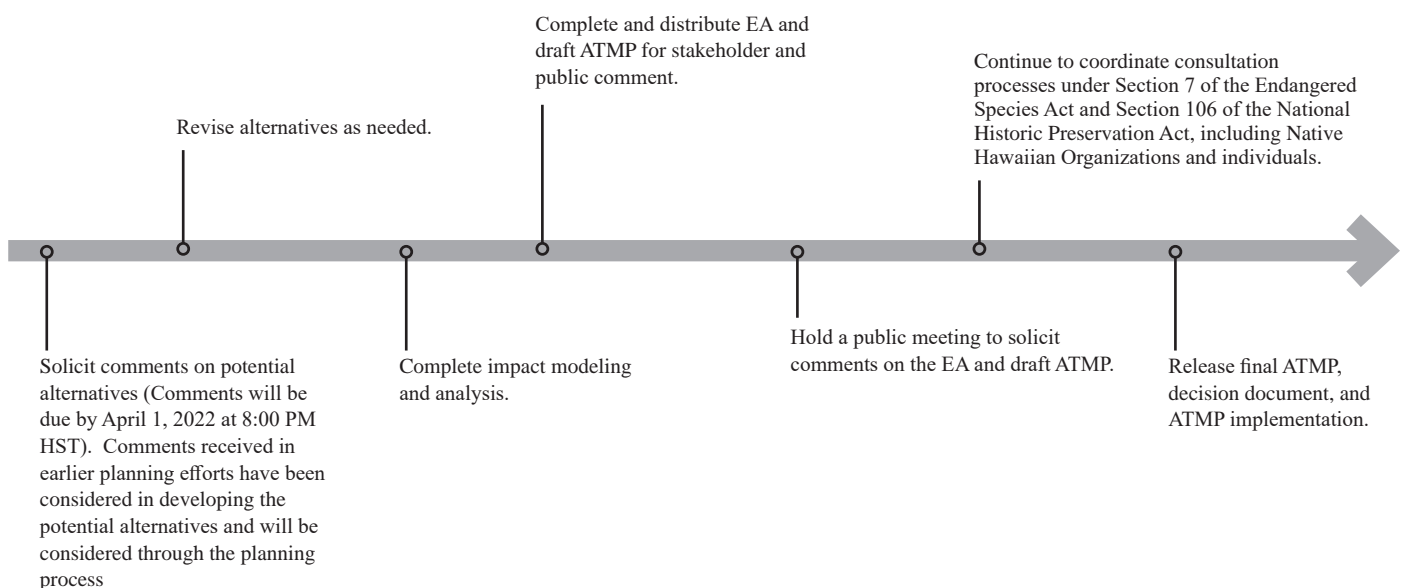 Complete and distribute EA and
draft ATMP for stakeholder and
public comment.
Continue to coordinate consultation
processes under Section 7 of the Endangered
Species Act and Section 106 of the National
Historic Preservation Act, including Native
Hawaiian Organizations and individuals.
Revise alternatives as needed.
Solicit comments on potential
alternatives (Comments will be
due by April 1, 2022 at 8:00 PM
HST).  Comments received in
earlier planning efforts have been
considered in developing the
potential alternatives and will be
considered through the planning
process
Complete impact modeling
and analysis.
Hold a public meeting to solicit
comments on the EA and draft ATMP.
Release final ATMP,
decision document, and
ATMP implementation.